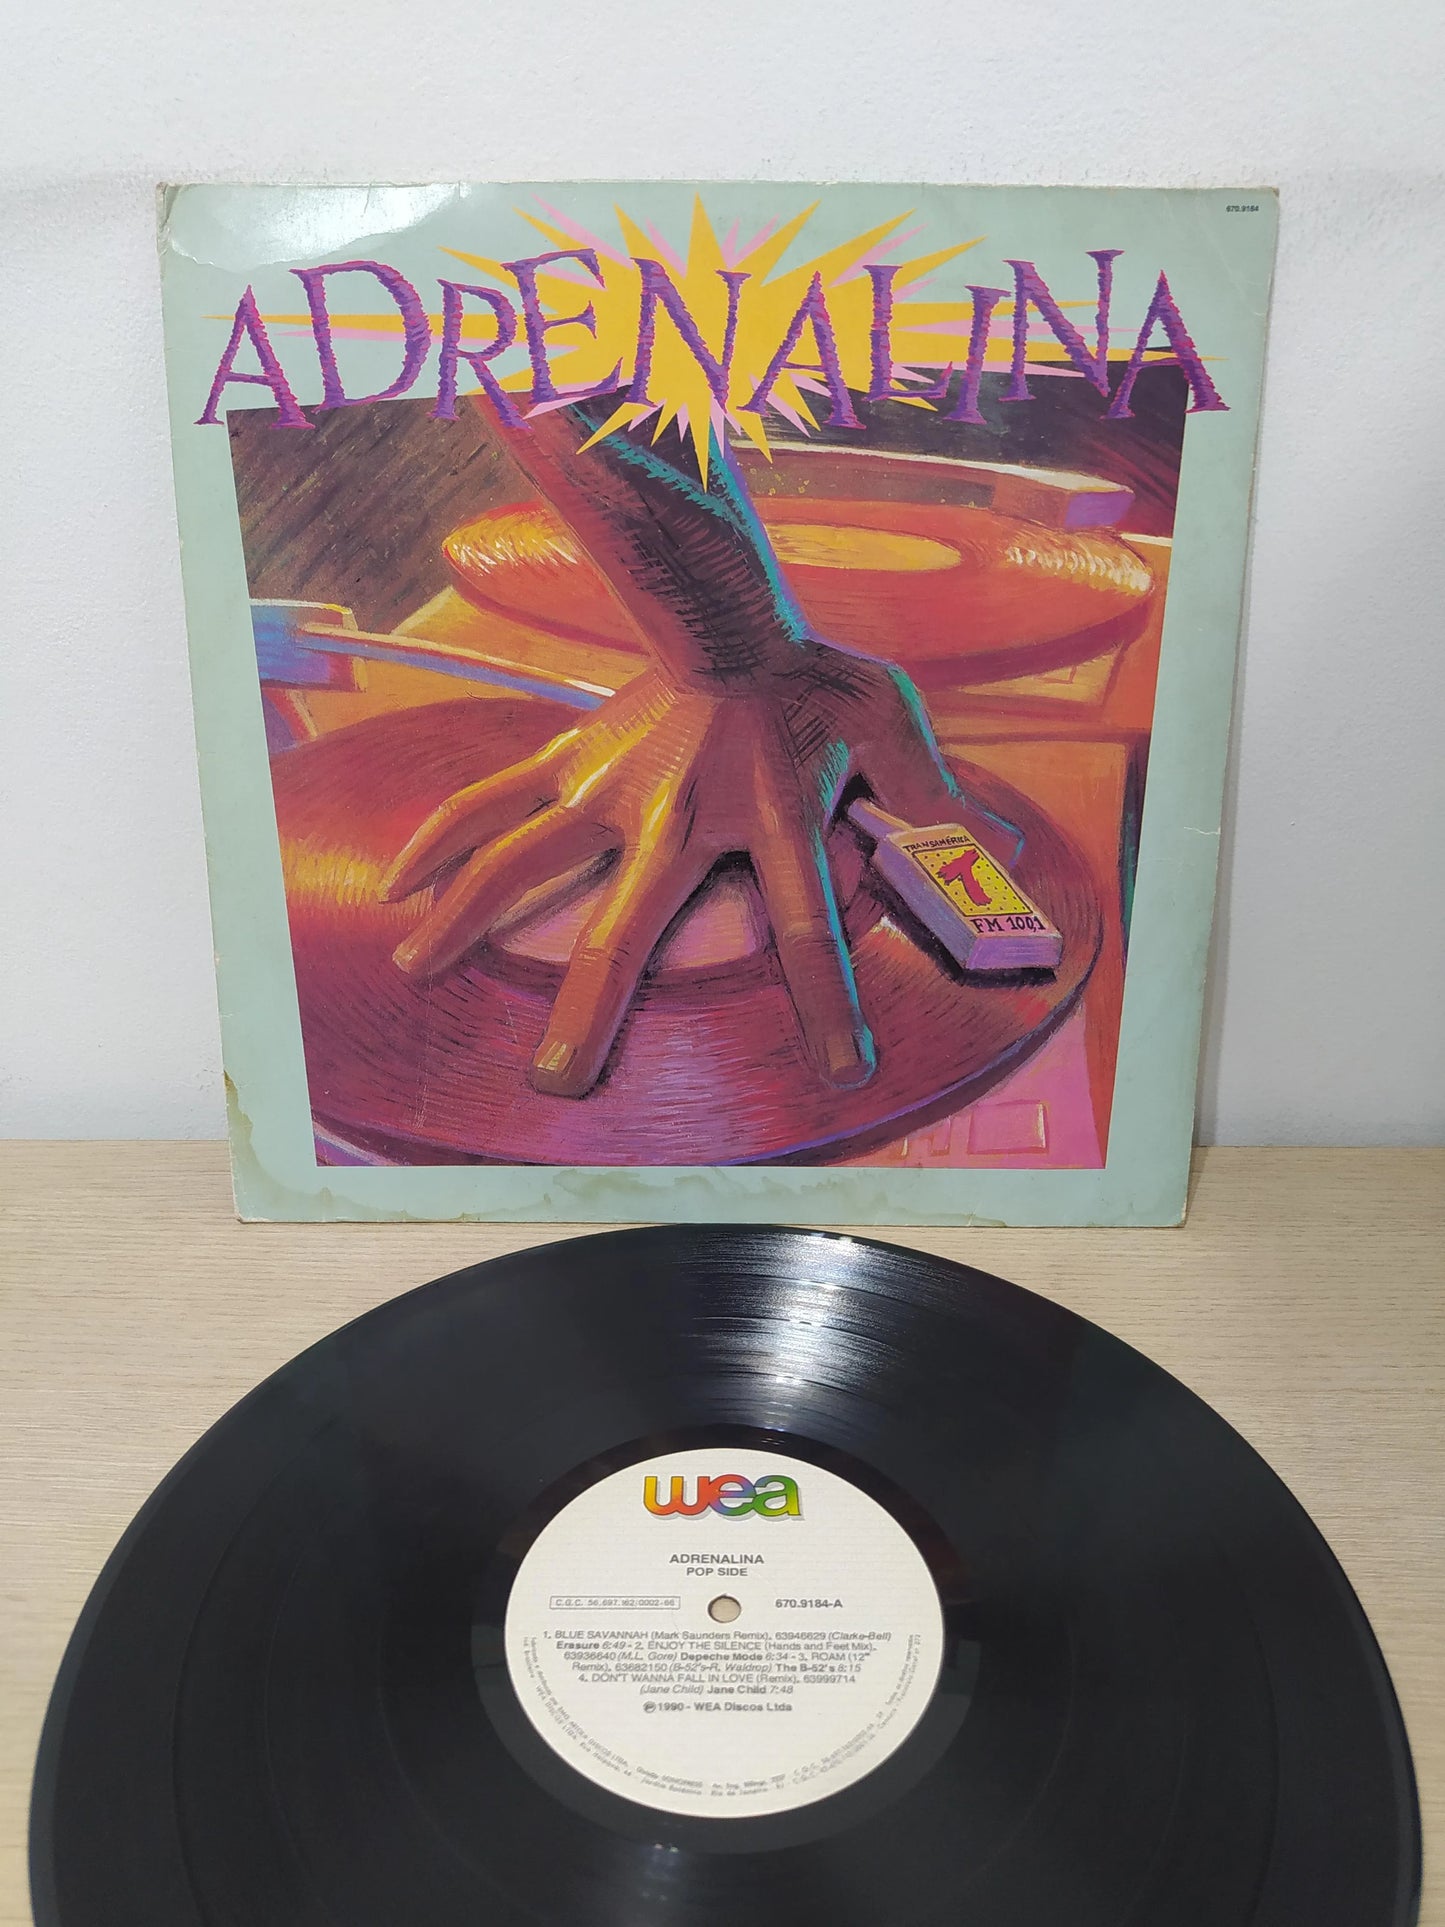 670.9184
ADRENALINA
TRANSAMÉRICA
T
FM 100,1
wea
ADRENALINA
POP SIDE
C.G.C. 56.697.162/0002-66
670.9184-A
1. BLUE SAVANNAH (Mark Saunders Remix). 63946629 (Clarke-Bell)
Erasure 6:49 - 2. ENJOY THE SILENCE (Hands and Feet Mix).
63936640 (M.L. Gore) Depeche Mode 6:34 - 3. ROAM (12"
Remix). 63682150 (B-52's-R. Waldrop) The B-52's 8:15
4. DON'T WANNA FALL IN LOVE (Remix). 63999714
(Jane Child) Jane Child 7:48
℗ 1990 - WEA Discos Ltda